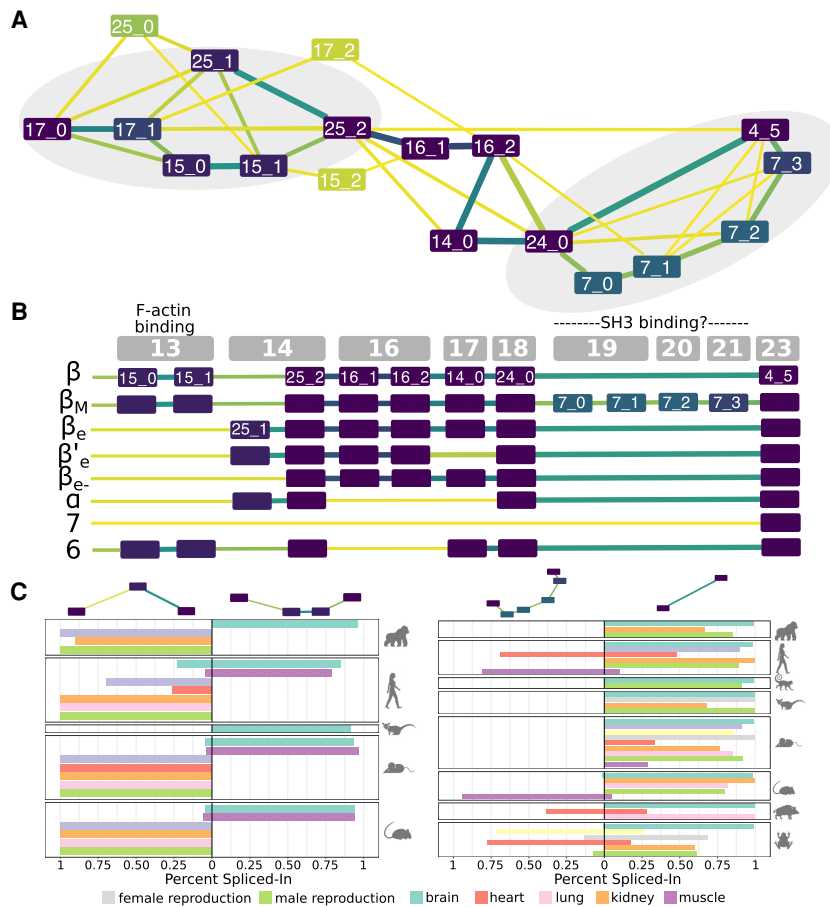 A
25_0
17_2
25_1
17_0
17_1
25_2
4_5
16_1
16_2
7_3
15_0
15_1
15_2
14_0
24_0
7_2
7_1
7_0
B
F-actin
binding
--------SH3 binding?-------
13 14 16 17 18 19 20 21 23
β 15_0 15_1 25_2 16_1 16_2 14_0 24_0 4_5
βM 7_0 7_1 7_2 7_3
βe 25_1
β'e
βe-
α
7
6
C
1 0.75 0.50 0.25 0 0.25 0.50 0.75 1
Percent Spliced-In
1 0.75 0.50 0.25 0 0.25 0.50 0.75 1
Percent Spliced-In
female reproduction male reproduction brain heart lung kidney muscle